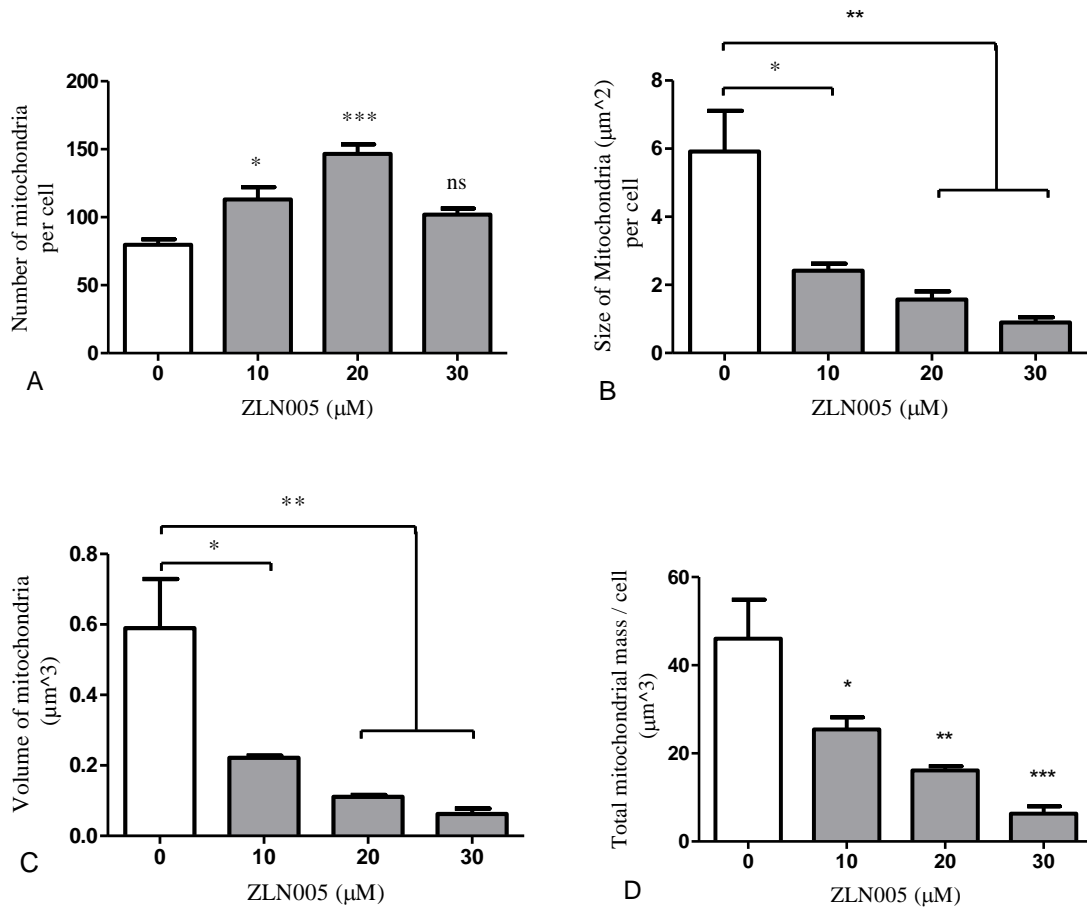 Number of mitochondria
per cell
200
150
100
50
0
*
***
ns
0 10 20 30
ZLN005 (μM)
A
Size of Mitochondria (μm^2)
per cell
8
6
4
2
0
**
*
0 10 20 30
ZLN005 (μM)
B
Volume of mitochondria
(μm^3)
0.8
0.6
0.4
0.2
0.0
**
*
0 10 20 30
ZLN005 (μM)
C
Total mitochondrial mass / cell
(μm^3)
60
40
20
0
*
**
***
0 10 20 30
ZLN005 (μM)
D